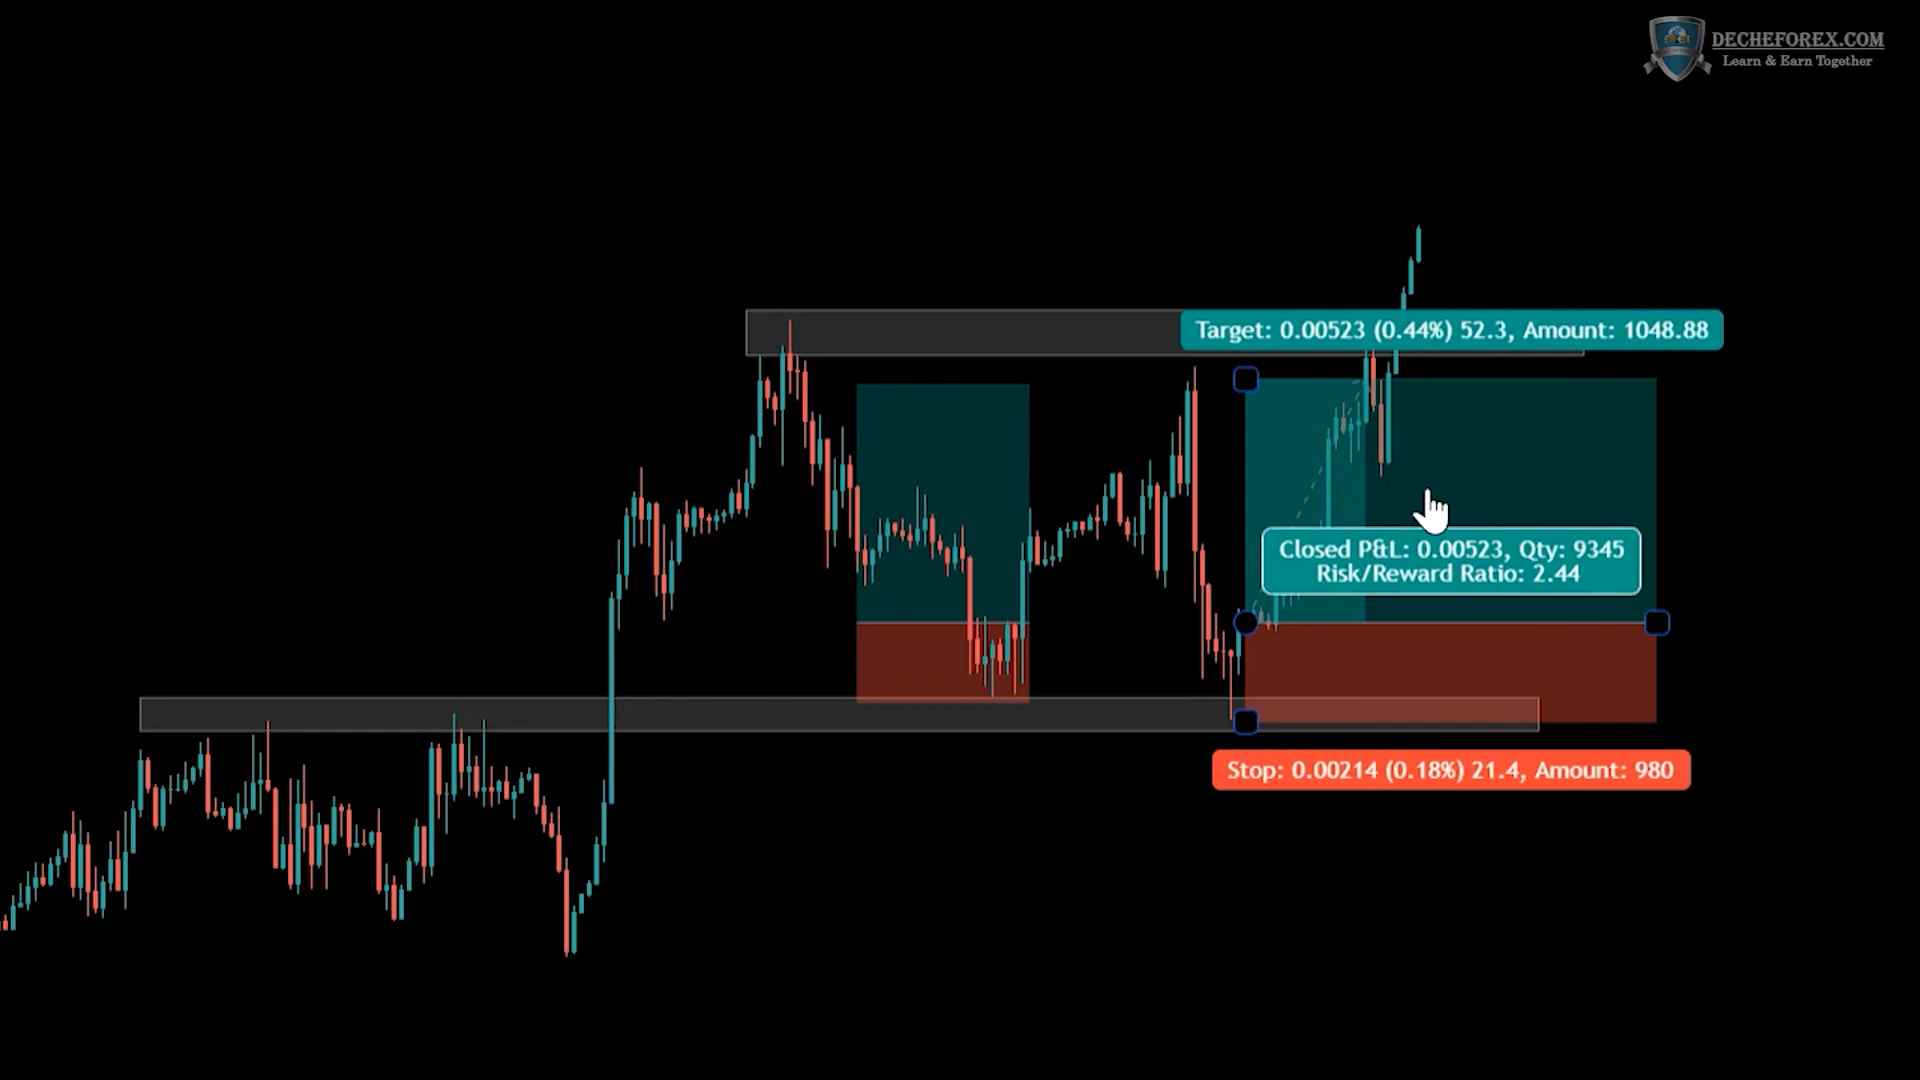 DECHEFOREX.COM
Learn & Earn Together
Target: 0.00523 (0.44%) 52.3, Amount: 1048.88
Closed P&L: 0.00523, Qty: 9345
Risk/Reward Ratio: 2.44
Stop: 0.00214 (0.18%) 21.4, Amount: 980